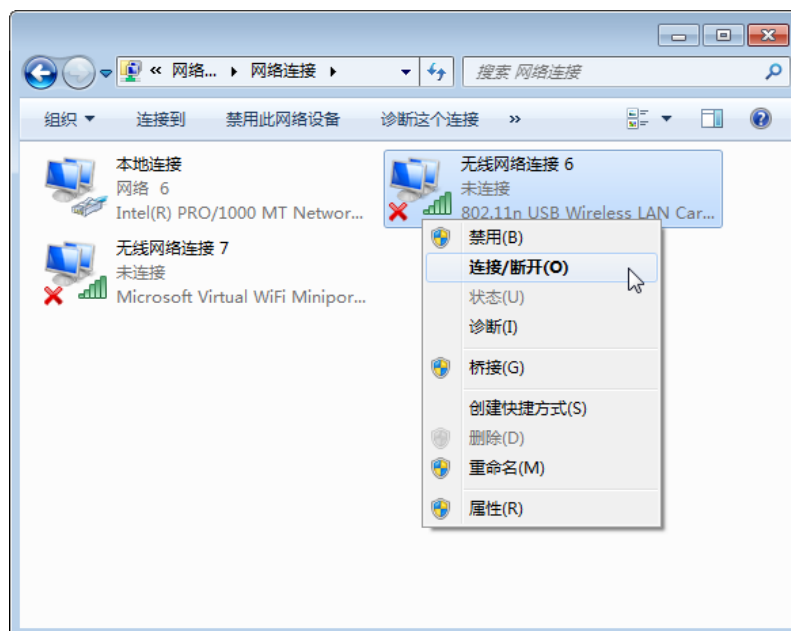 « 网络... 网络连接
搜索 网络连接
组织 连接到 禁用此网络设备 诊断这个连接 »
本地连接
网络 6
Intel(R) PRO/1000 MT Networ...
无线网络连接 6
未连接
802.11n USB Wireless LAN Car...
无线网络连接 7
未连接
Microsoft Virtual WiFi Minipor...
禁用(B)
连接/断开(O)
状态(U)
诊断(I)
桥接(G)
创建快捷方式(S)
删除(D)
重命名(M)
属性(R)